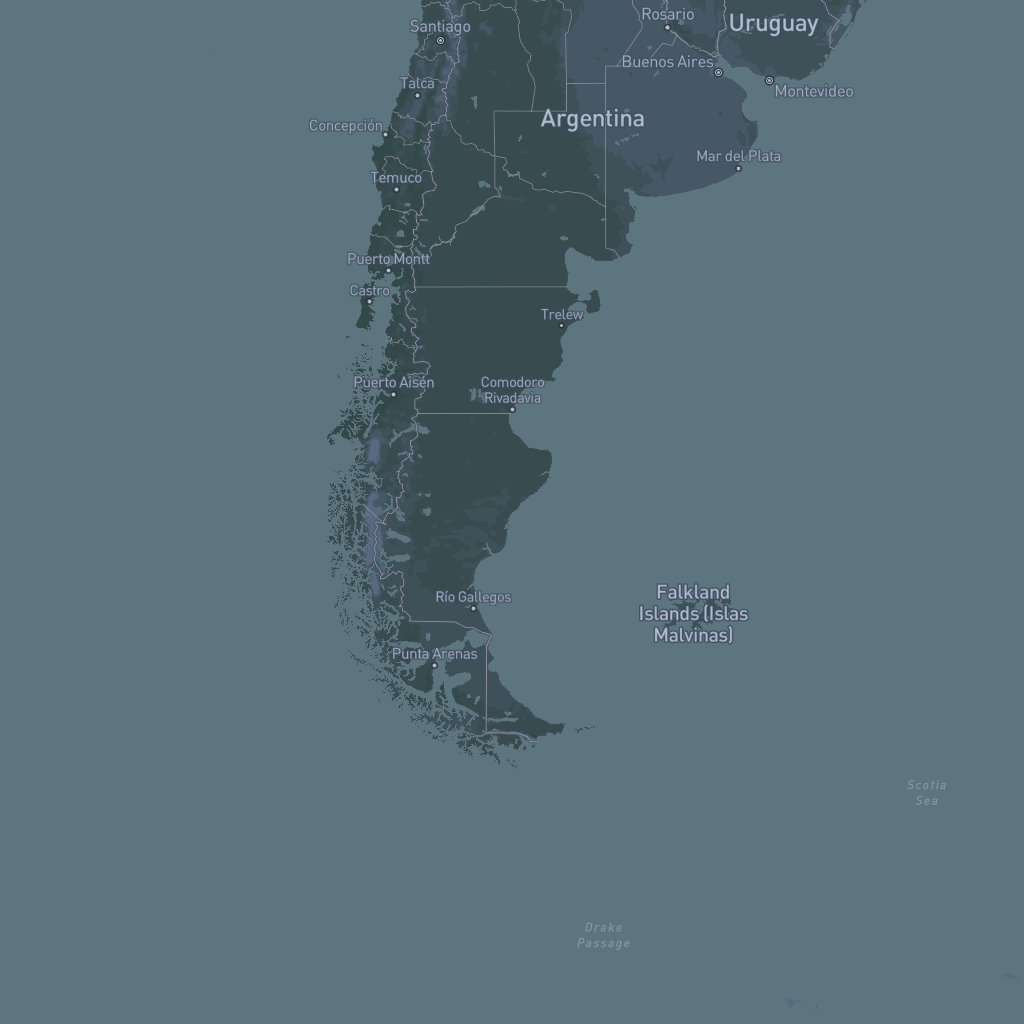 Rosario
Uruguay
Santiago
Buenos Aires
Talca
Montevideo
Argentina
Concepción
Mar del Plata
Temuco
Puerto Montt
Castro
Trelew
Puerto Aisén
Comodoro
Rivadavia
Río Gallegos
Falkland
Islands (Islas
Malvinas)
Punta Arenas
Scotia
Sea
Drake
Passage